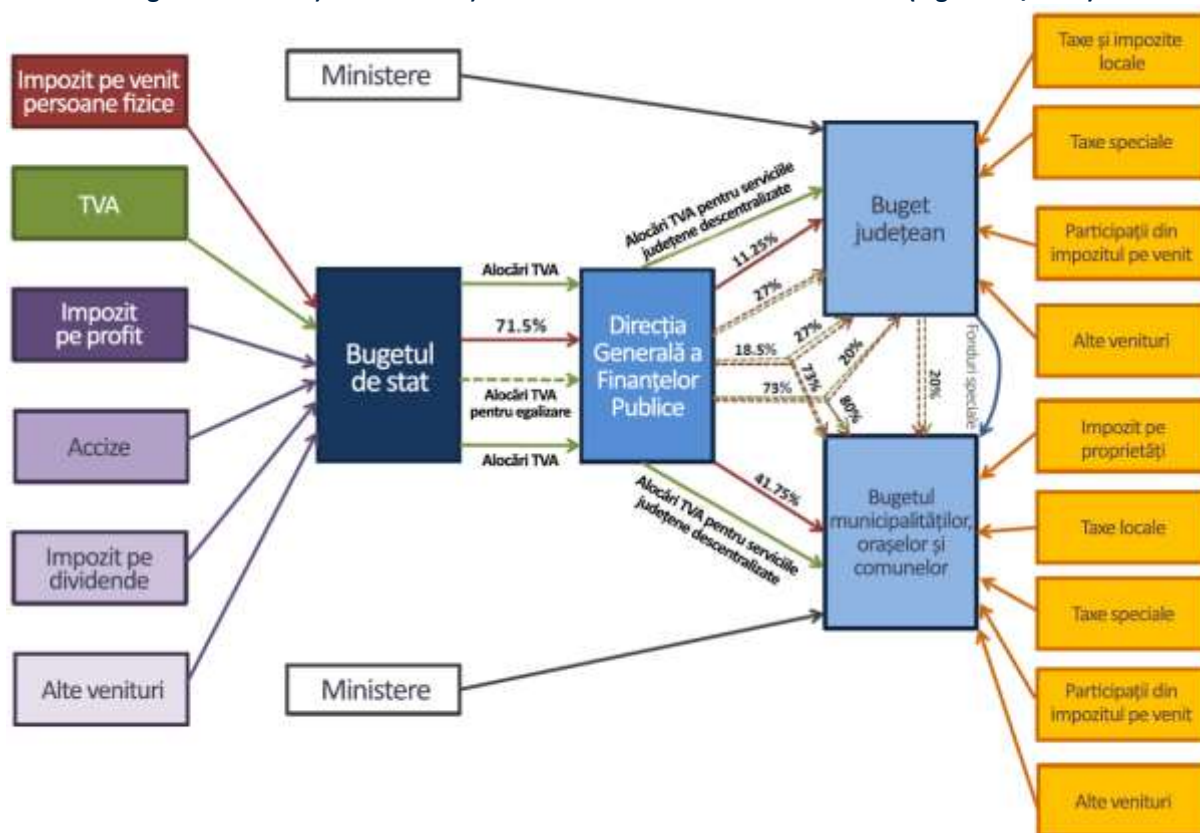 Impozit pe venit
persoane fizice
TVA
Impozit
pe profit
Accize
Impozit pe
dividende
Alte venituri
Ministere
Bugetul
de stat
Alocări TVA
71.5%
Alocări TVA
pentru egalizare
Alocări TVA
Direcția
Generală a
Finanțelor
Publice
Alocări TVA pentru serviciile
județene descentralizate
11.25%
27%
18.5%
27%
73%
73%
20%
80%
41.75%
Alocări TVA pentru serviciile
județene descentralizate
Ministere
Buget
județean
20%
Fonduri speciale
Bugetul
municipalităților,
orașelor și
comunelor
Taxe și impozite
locale
Taxe speciale
Participații din
impozitul pe venit
Alte venituri
Impozit pe
proprietăți
Taxe locale
Taxe speciale
Participații din
impozitul pe venit
Alte venituri